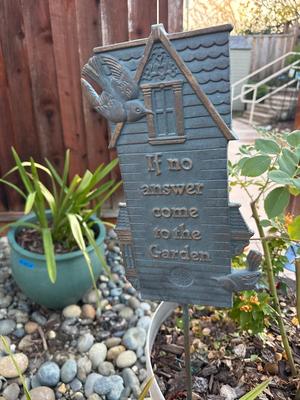 If no
answer
come
to the
Garden